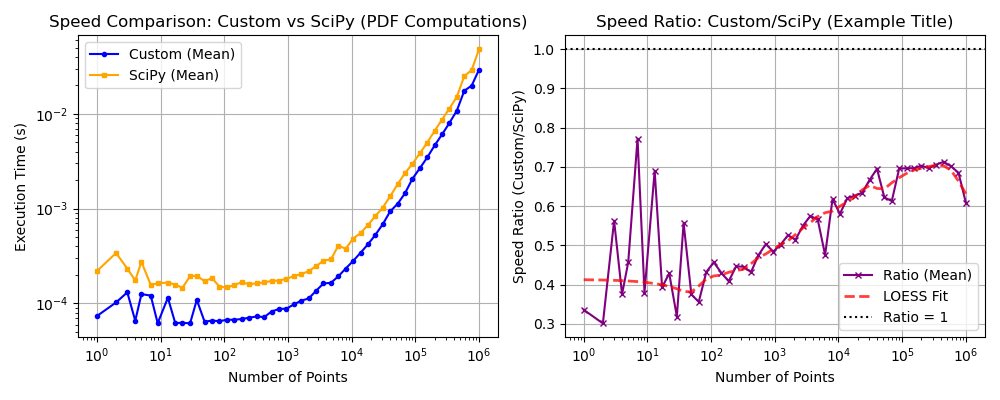 Speed Comparison: Custom vs SciPy (PDF Computations)
Custom (Mean)
SciPy (Mean)
Execution Time (s)
10⁻²
10⁻³
10⁻⁴
10⁰ 10¹ 10² 10³ 10⁴ 10⁵ 10⁶
Number of Points
Speed Ratio: Custom/SciPy (Example Title)
Speed Ratio (Custom/SciPy)
1.0
0.9
0.8
0.7
0.6
0.5
0.4
0.3
Ratio (Mean)
LOESS Fit
Ratio = 1
10⁰ 10¹ 10² 10³ 10⁴ 10⁵ 10⁶
Number of Points